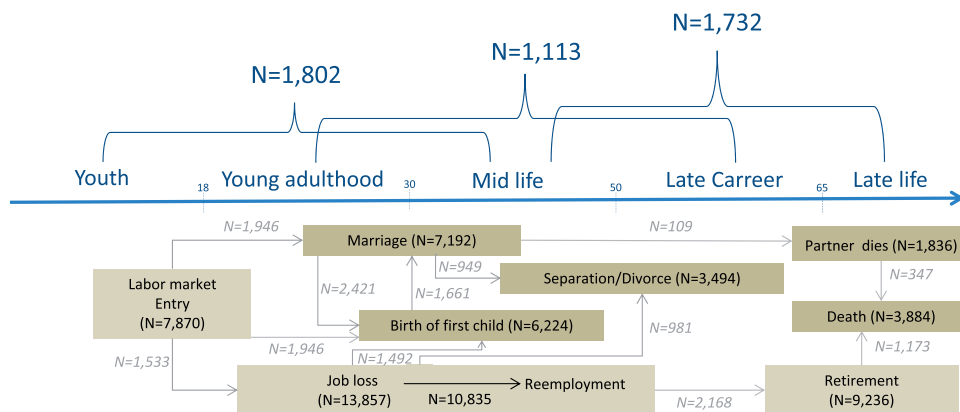 N=1,732
N=1,113
N=1,802
Youth
Young adulthood
Mid life
Late Carreer
Late life
18
30
50
65
N=1,946
Marriage (N=7,192)
N=109
Partner dies (N=1,836)
Labor market
Entry
(N=7,870)
N=949
N=2,421
N=1,661
Separation/Divorce (N=3,494)
N=347
Birth of first child (N=6,224)
Death (N=3,884)
N=1,946
N=981
N=1,533
N=1,492
N=1,173
Job loss
(N=13,857)
N=10,835
Reemployment
N=2,168
Retirement
(N=9,236)